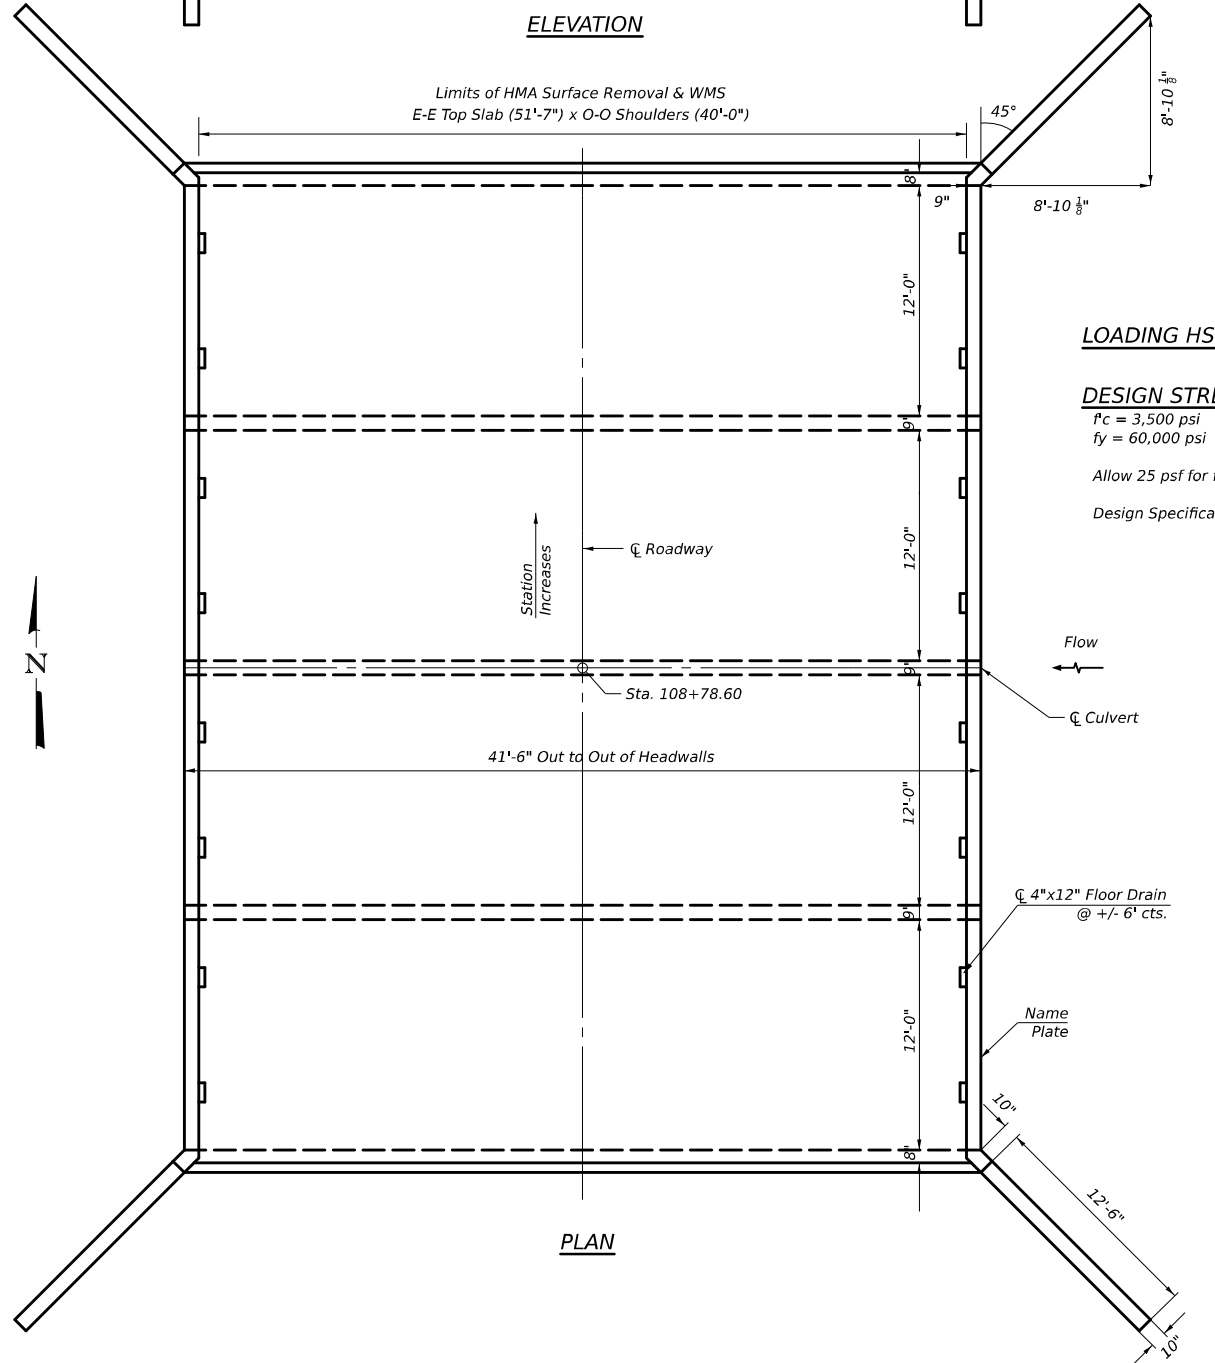 ELEVATION
Limits of HMA Surface Removal & WMS
E-E Top Slab (51'-7") x O-O Shoulders (40'-0")
45°
8'-10 1/8"
8"
9"
8'-10 1/8"
12'-0"
LOADING HS
DESIGN STRE
f'c = 3,500 psi
fy = 60,000 psi
Allow 25 psf for f
Design Specifica
9"
12'-0"
℄ Roadway
Station
Increases
N
Flow
9"
Sta. 108+78.60
℄ Culvert
41'-6" Out to Out of Headwalls
12'-0"
℄ 4"x12" Floor Drain
@ +/- 6' cts.
9"
Name
Plate
12'-0"
10"
8"
12'-6"
PLAN
10"